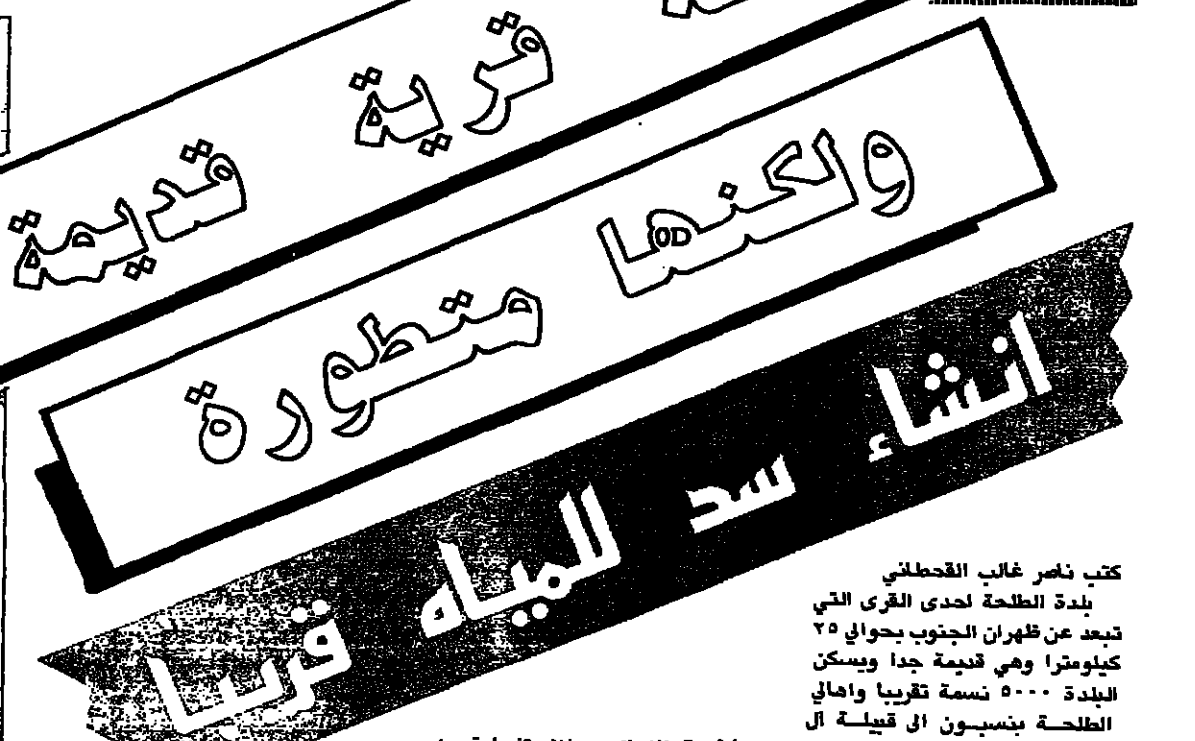 قرية قديمة
ولكنها متطورة
انشاء سد للمياه قريبا
كتب ناصر غالب القحطاني
بلدة الطلحة احدى القرى التي
تبعد عن ظهران الجنوب بحوالي ٢٥
كيلومترا وهي قديمة جدا ويسكن
البلدة ٥٠٠٠ نسمة تقريبا واهالي
الطلحة ينسبون الى قبيلة آل